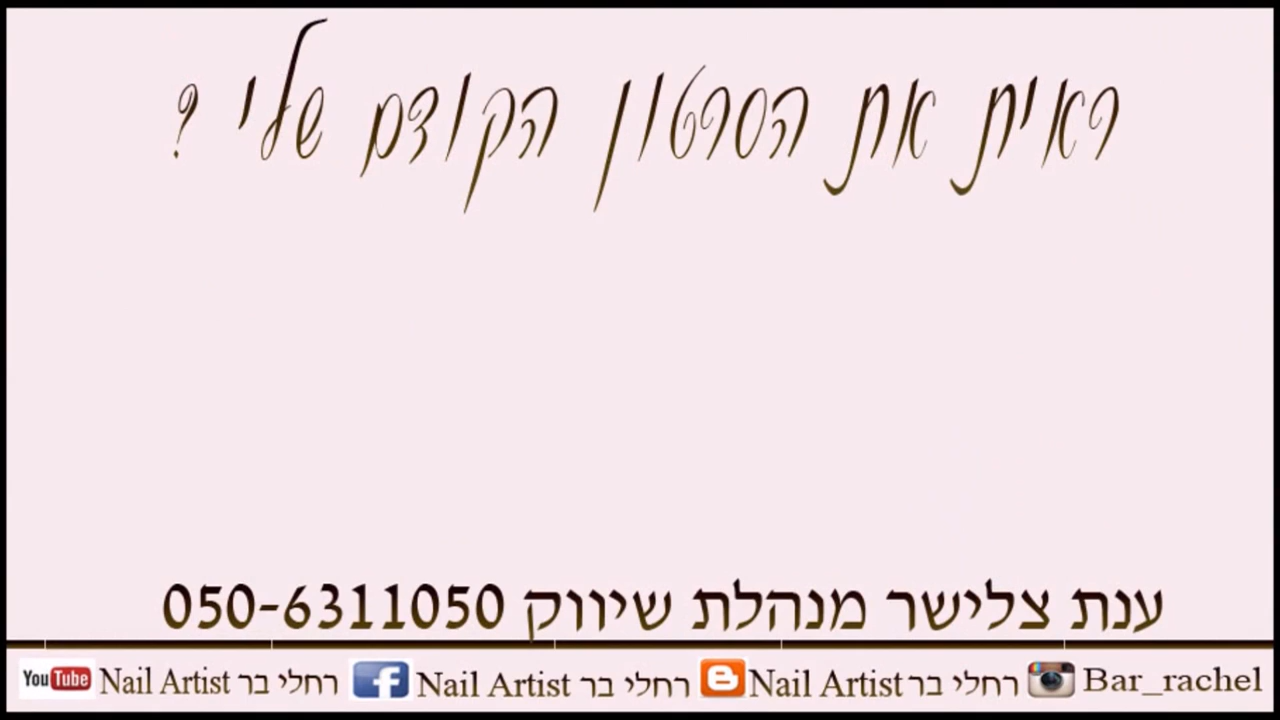 ראית את הסרטון הקודם שלי ?
ענת צלישר מנהלת שיווק 050-6311050
YouTube Nail Artist רחלי בר f Nail Artist רחלי בר B Nail Artist רחלי בר Bar_rachel